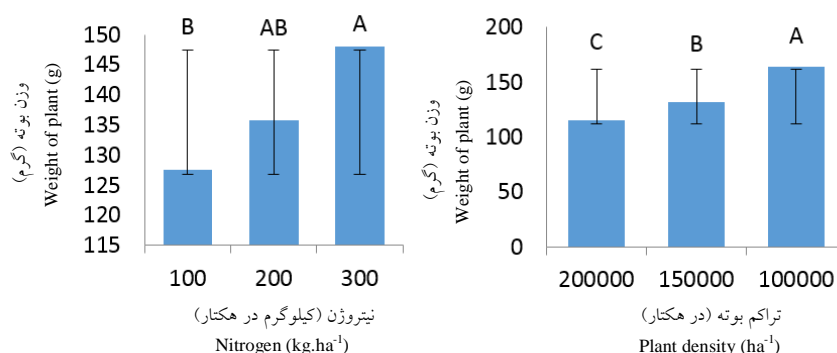 B AB A
150
145
140
135
130
125
120
115
وزن بوته (گرم)
Weight of plant (g)
100 200 300
نیتروژن (کیلوگرم در هکتار)
Nitrogen (kg.ha⁻¹)
C B A
200
150
100
50
0
وزن بوته (گرم)
Weight of plant (g)
200000 150000 100000
تراکم بوته (در هکتار)
Plant density (ha⁻¹)